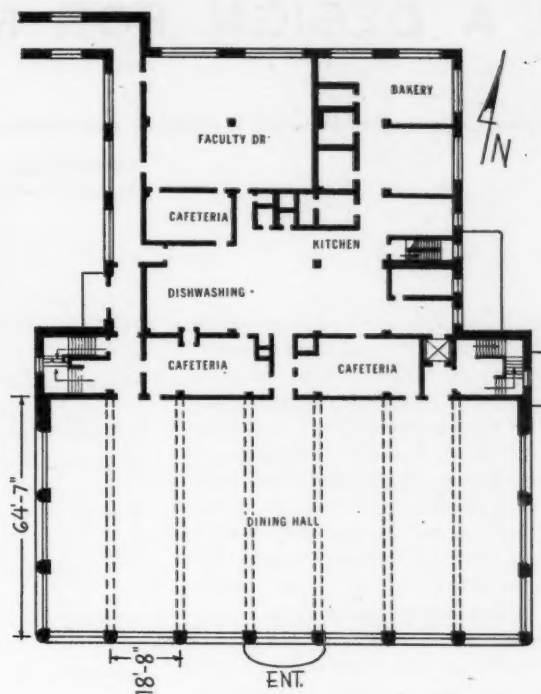 BAKERY
N
FACULTY DR
CAFETERIA
KITCHEN
DISHWASHING
CAFETERIA
CAFETERIA
64'-7"
DINING HALL
18'-8"
ENT.